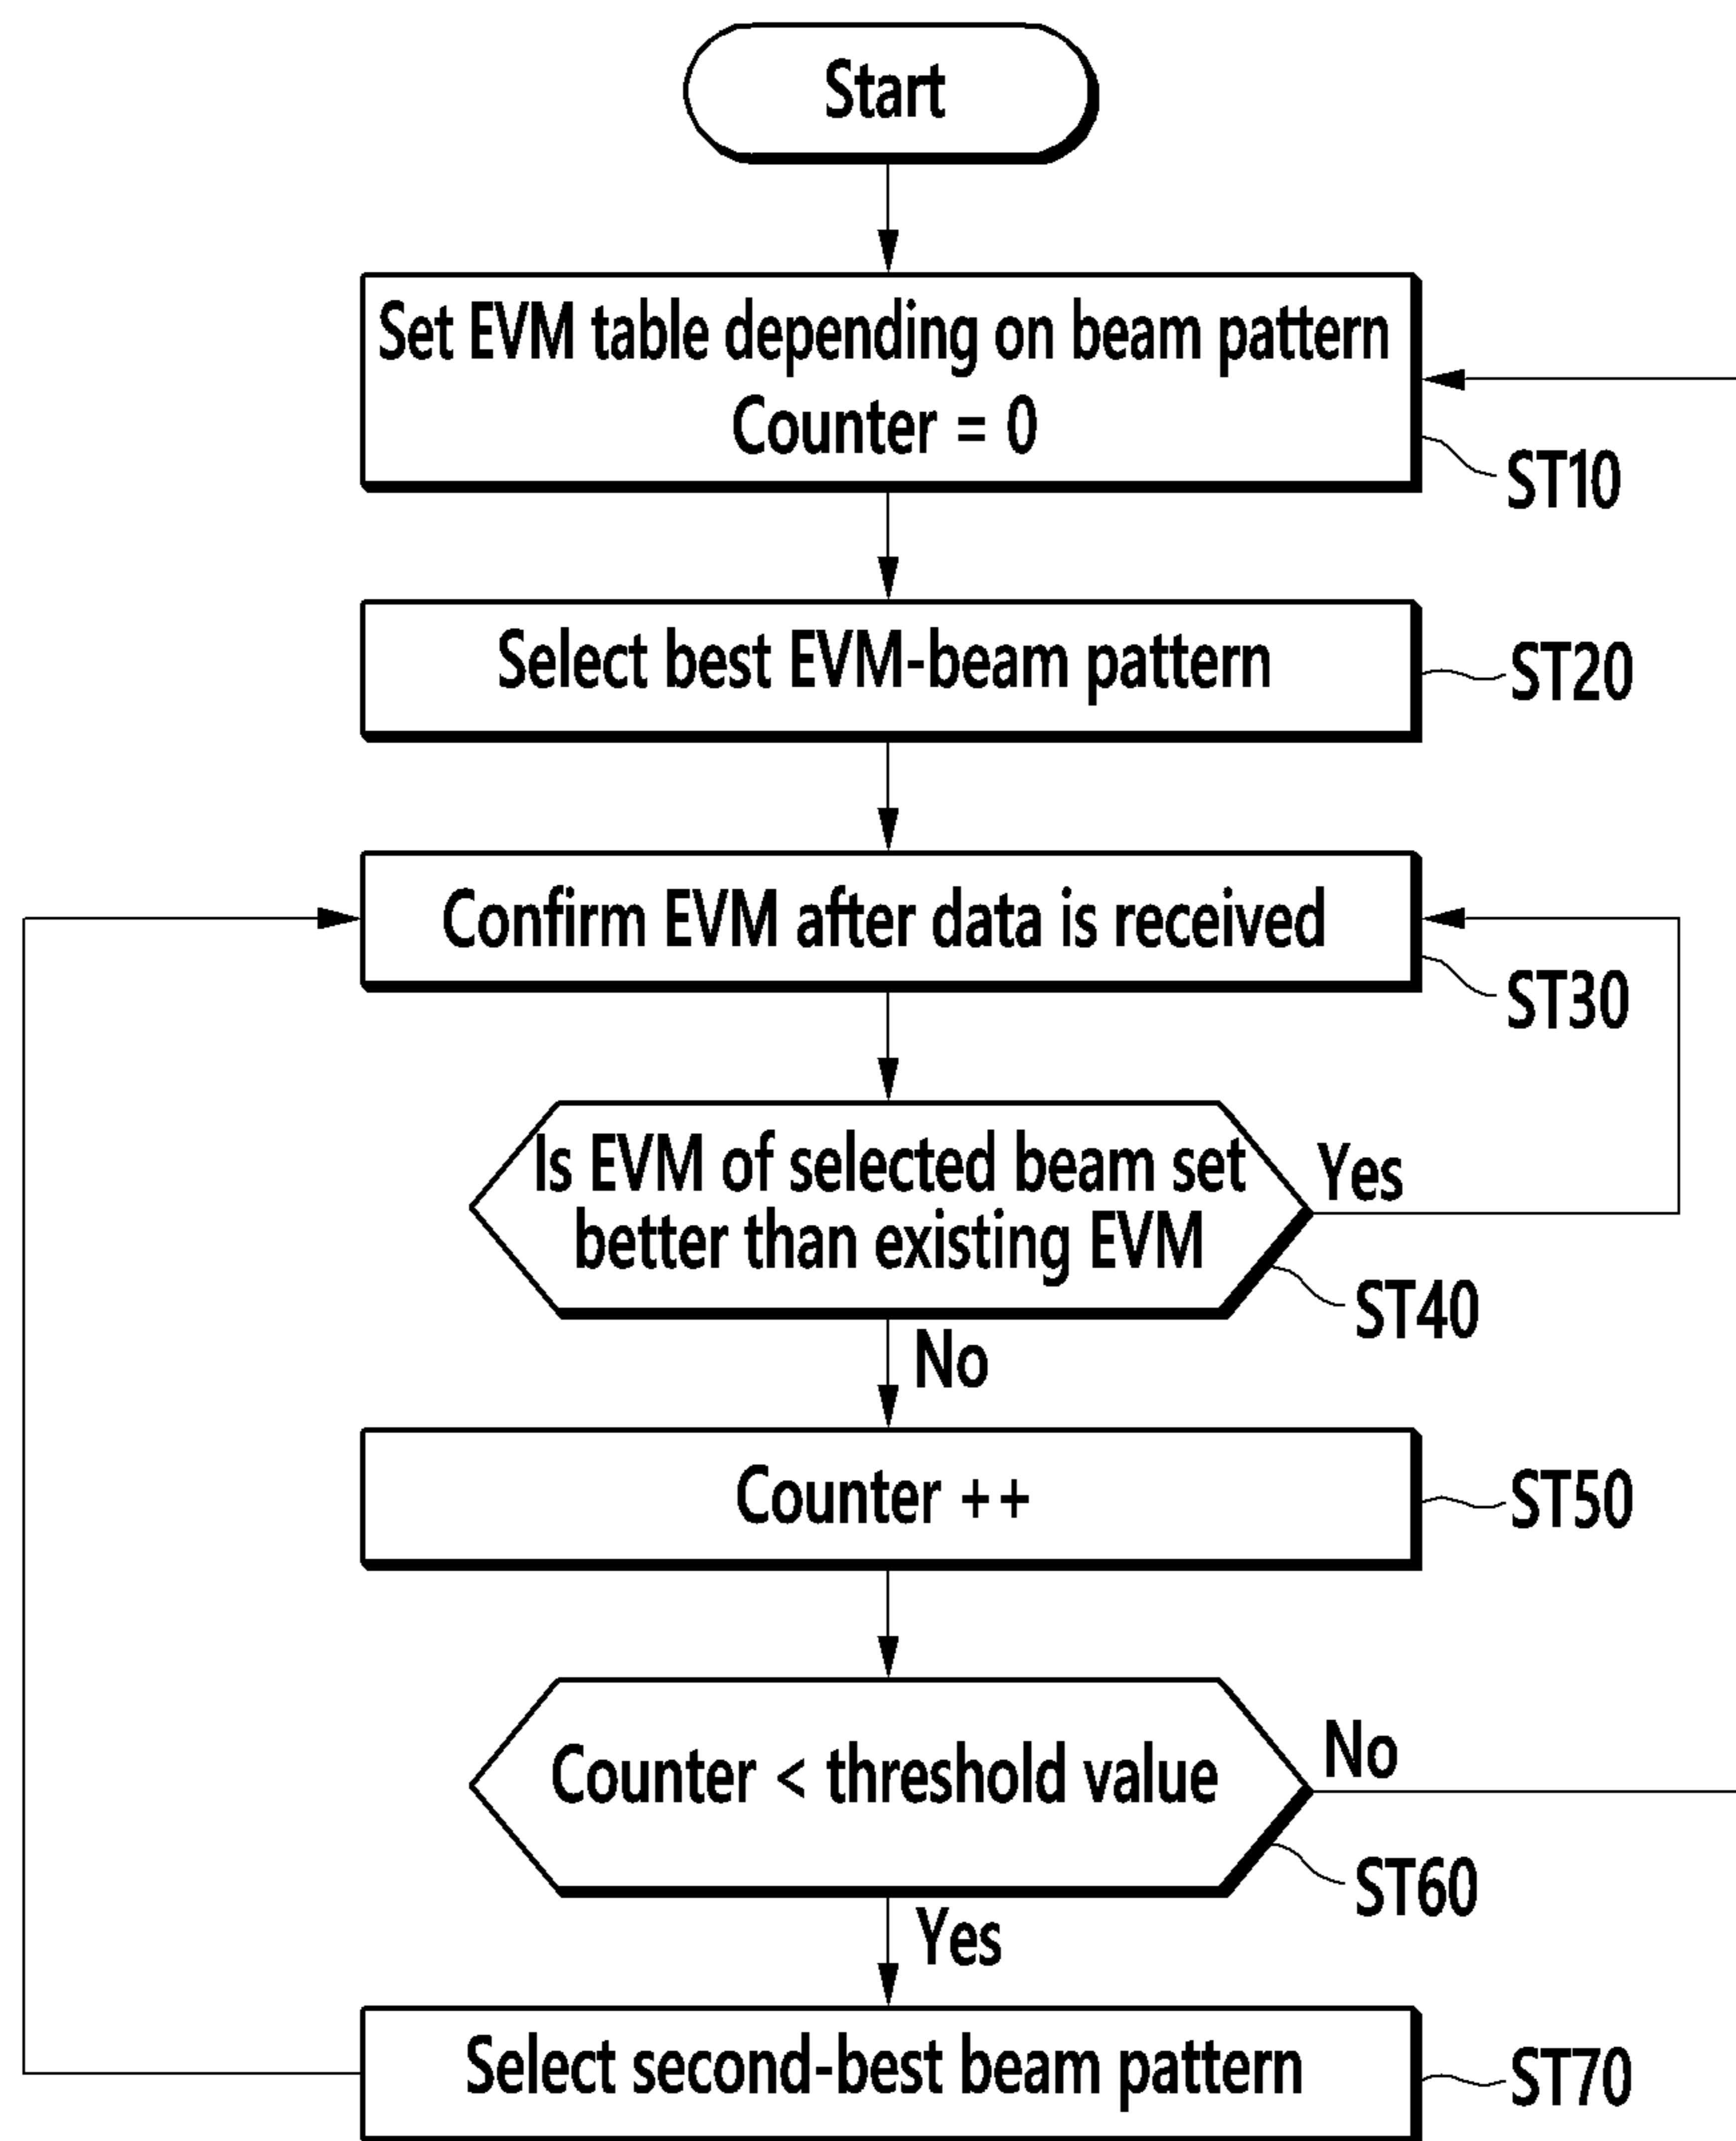 Start
Set EVM table depending on beam pattern
Counter = 0
ST10
Select best EVM-beam pattern
ST20
Confirm EVM after data is received
ST30
Is EVM of selected beam set
better than existing EVM
Yes
ST40
No
Counter ++
ST50
Counter < threshold value
No
ST60
Yes
Select second-best beam pattern
ST70